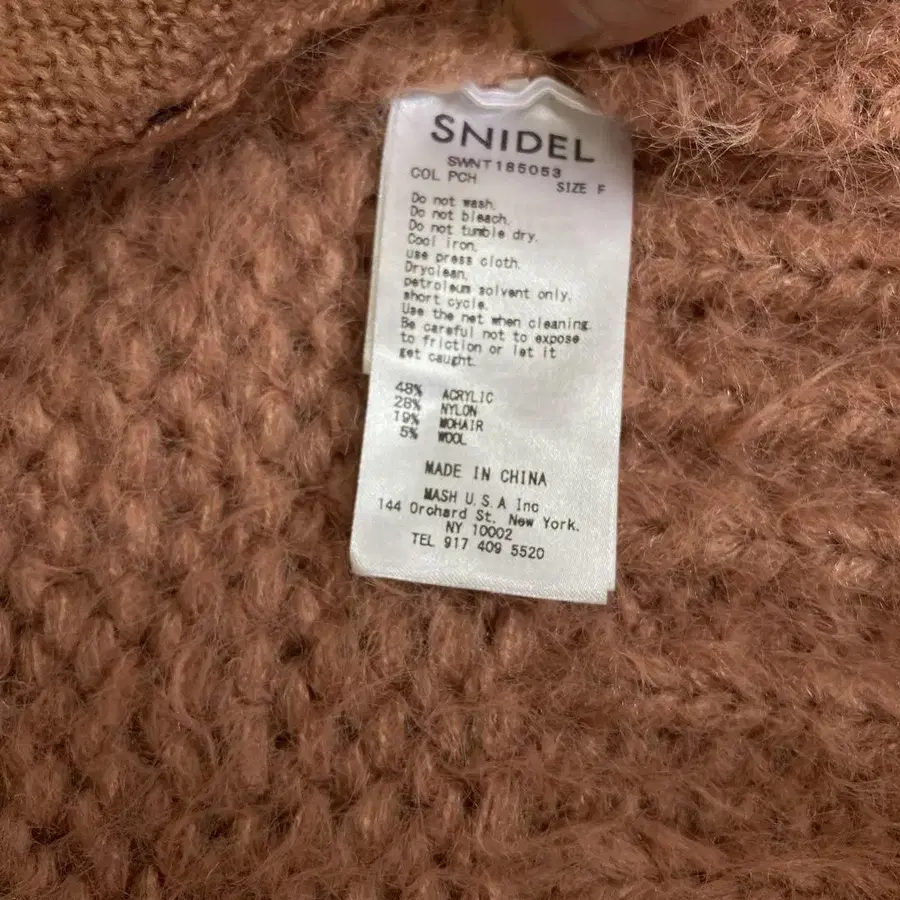 SNIDEL
SWNT185053
COL PCH SIZE F
Do not wash.
Do not bleach.
Do not tumble dry.
Cool iron.
use press cloth.
Dryclean.
petroleum solvent only.
short cycle.
Use the net when cleaning.
Be careful not to expose
to friction or let it
get caught.
48% ACRYLIC
28% NYLON
19% MOHAIR
5% WOOL
MADE IN CHINA
MASH U.S.A Inc
144 Orchard St. New York.
NY 10002
TEL 917 409 5520